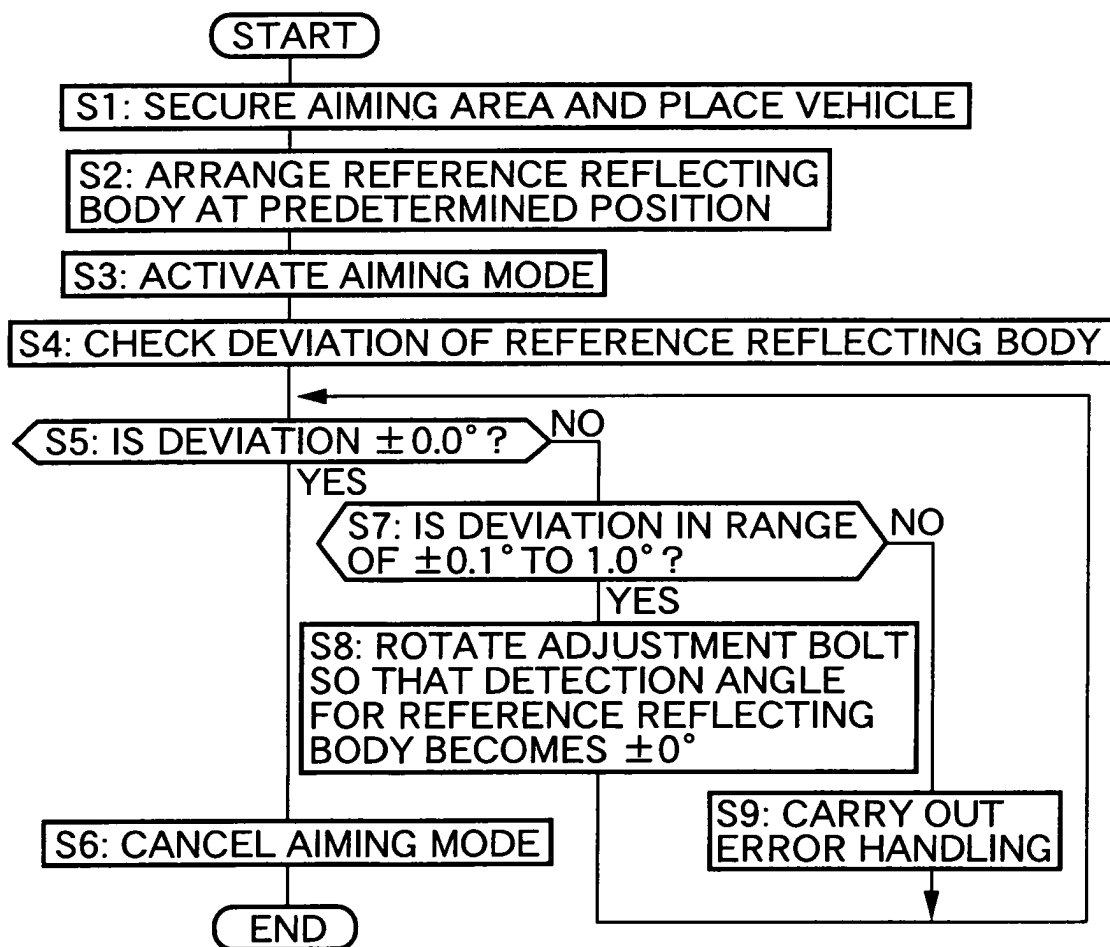 START
S1: SECURE AIMING AREA AND PLACE VEHICLE
S2: ARRANGE REFERENCE REFLECTING
BODY AT PREDETERMINED POSITION
S3: ACTIVATE AIMING MODE
S4: CHECK DEVIATION OF REFERENCE REFLECTING BODY
S5: IS DEVIATION ±0.0°?
NO
YES
S7: IS DEVIATION IN RANGE
OF ±0.1° TO 1.0°?
NO
YES
S8: ROTATE ADJUSTMENT BOLT
SO THAT DETECTION ANGLE
FOR REFERENCE REFLECTING
BODY BECOMES ±0°
S9: CARRY OUT
ERROR HANDLING
S6: CANCEL AIMING MODE
END